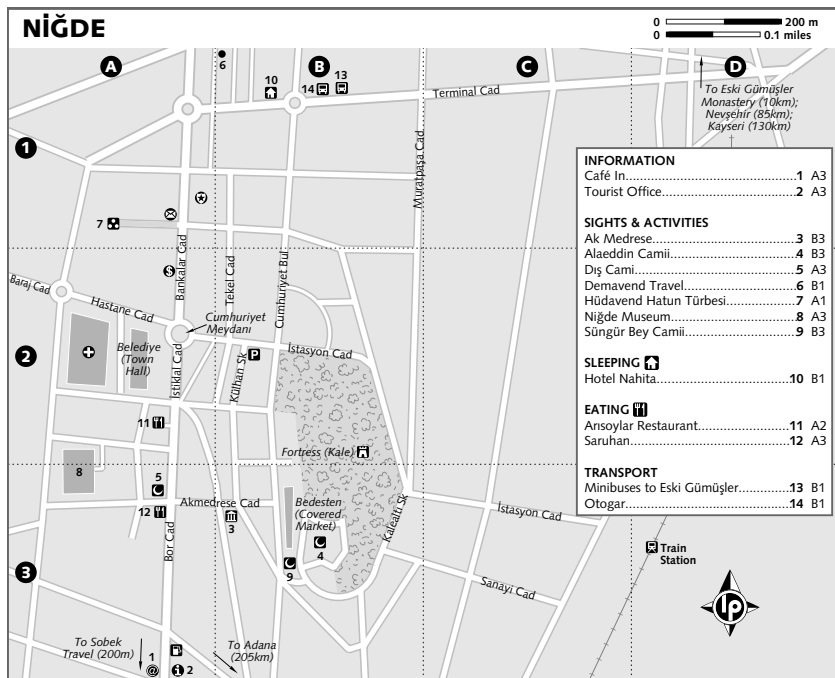 NİĞDE
0 200 m
0 0.1 miles
A
B
C
D
1
2
3
6
10
14
13
Terminal Cad
To Eski Gümüşler
Monastery (10km);
Nevşehir (85km);
Kayseri (130km)
Muratpaşa Cad
7
Bankalar Cad
Tekel Cad
Cumhuriyet Bul
Baraj Cad
Hastane Cad
Cumhuriyet
Meydanı
Belediye
(Town
Hall)
İstiklal Cad
Külhan Sk
P
İstasyon Cad
11
Fortress (Kale)
8
5
12
Akmedrese Cad
3
Bedesten
(Covered
Market)
4
9
Kalealtı Sk
İstasyon Cad
Sanayi Cad
Bor Cad
Train
Station
To Sobek
Travel (200m)
1
@
i
2
To Adana
(205km)
lp
INFORMATION
Café In 1 A3
Tourist Office 2 A3
SIGHTS & ACTIVITIES
Ak Medrese 3 B3
Alaeddin Camii 4 B3
Dış Cami 5 A3
Demavend Travel 6 B1
Hüdavend Hatun Türbesi 7 A1
Niğde Museum 8 A3
Süngür Bey Camii 9 B3
SLEEPING
Hotel Nahita 10 B1
EATING
Arısoylar Restaurant 11 A2
Saruhan 12 A3
TRANSPORT
Minibuses to Eski Gümüşler 13 B1
Otogar 14 B1